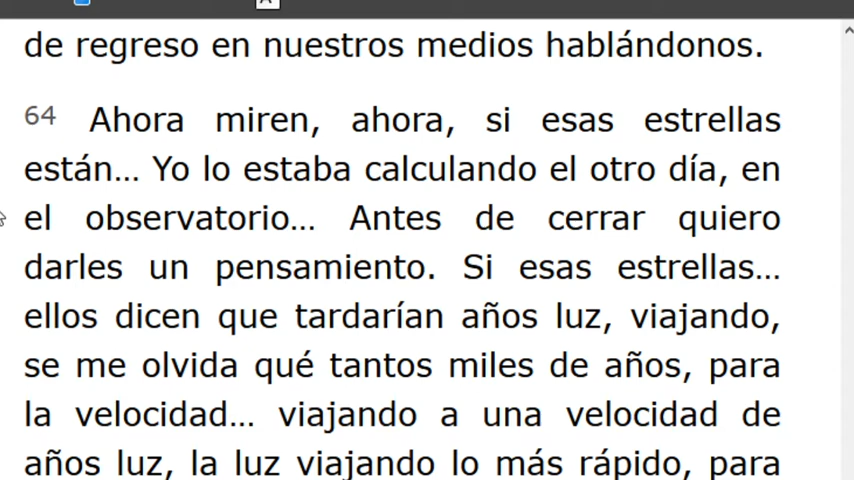 de regreso en nuestros medios hablándonos.
64 Ahora miren, ahora, si esas estrellas
están... Yo lo estaba calculando el otro día, en
el observatorio... Antes de cerrar quiero
darles un pensamiento. Si esas estrellas...
ellos dicen que tardarían años luz, viajando,
se me olvida qué tantos miles de años, para
la velocidad... viajando a una velocidad de
años luz, la luz viajando lo más rápido, para